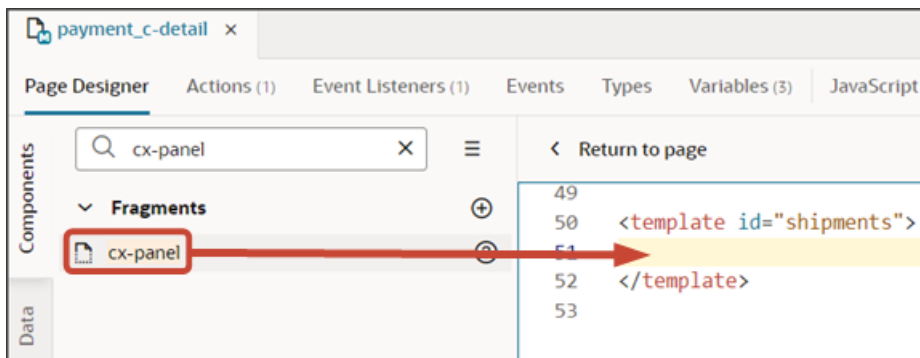 payment_c-detail ×
Page Designer Actions (1) Event Listeners (1) Events Types Variables (3) JavaScript
Components
Data
cx-panel ×
Fragments
cx-panel
< Return to page
49
50 <template id="shipments">
51
52 </template>
53